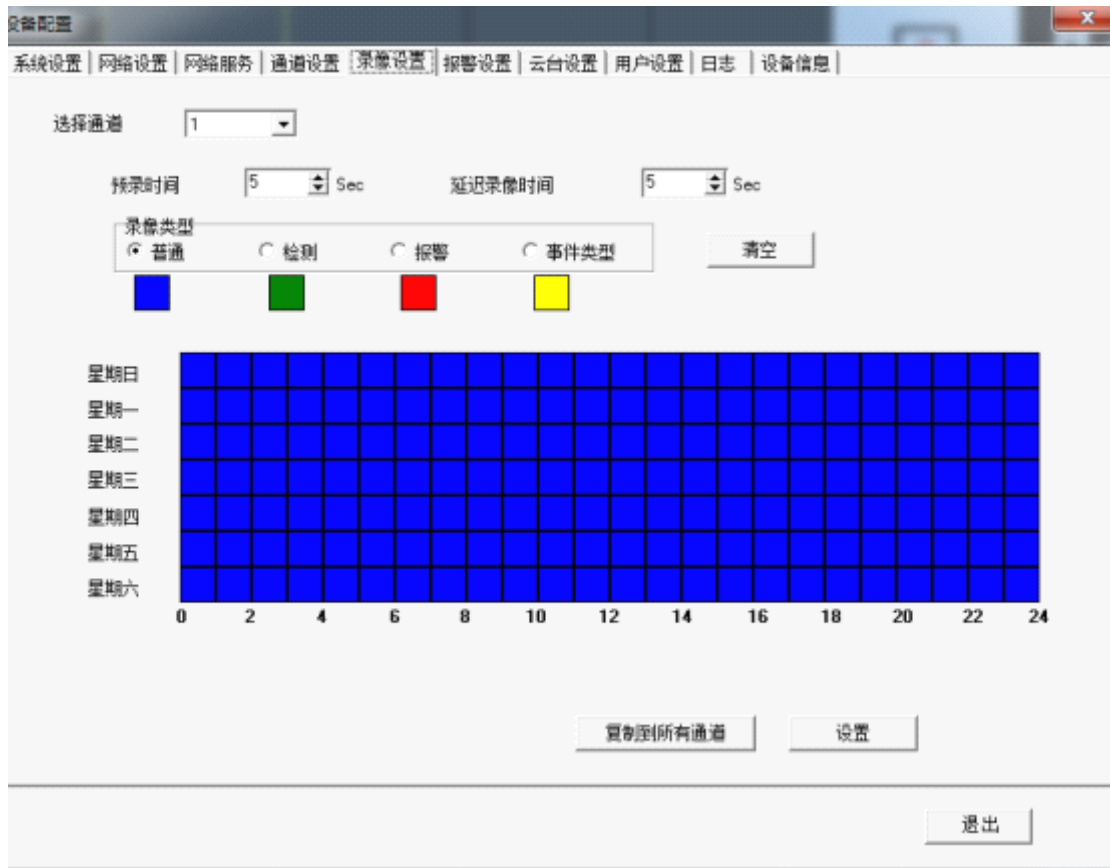 设备配置
系统设置 网络设置 网络服务 通道设置 录像设置 报警设置 云台设置 用户设置 日志 设备信息
选择通道 1
预录时间 5 Sec 延迟录像时间 5 Sec
录像类型
普通 检测 报警 事件类型 清空
星期日
星期一
星期二
星期三
星期四
星期五
星期六
0 2 4 6 8 10 12 14 16 18 20 22 24
复制到所有通道 设置
退出